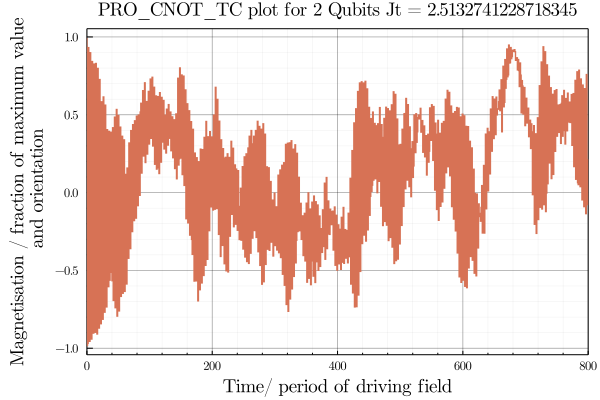 PRO_CNOT_TC plot for 2 Qubits Jt = 2.5132741228718345
Magnetisation / fraction of maximum value
and orientation
1.0
0.5
0.0
−0.5
−1.0
0 200 400 600 800
Time/ period of driving field